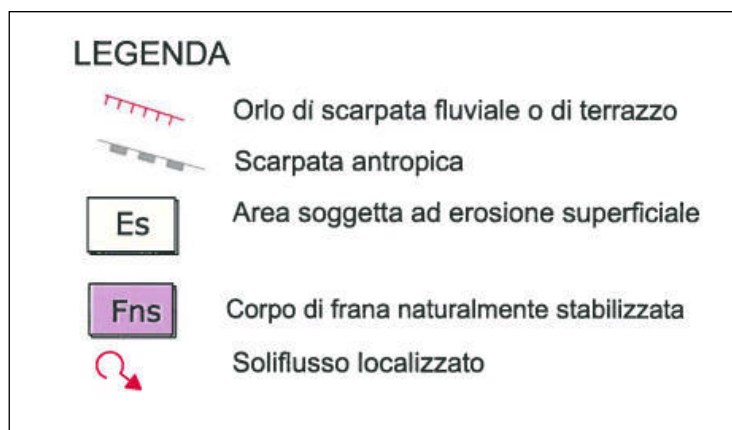 LEGENDA
Orlo di scarpata fluviale o di terrazzo
Scarpata antropica
Es Area soggetta ad erosione superficiale
Fns Corpo di frana naturalmente stabilizzata
Soliflusso localizzato